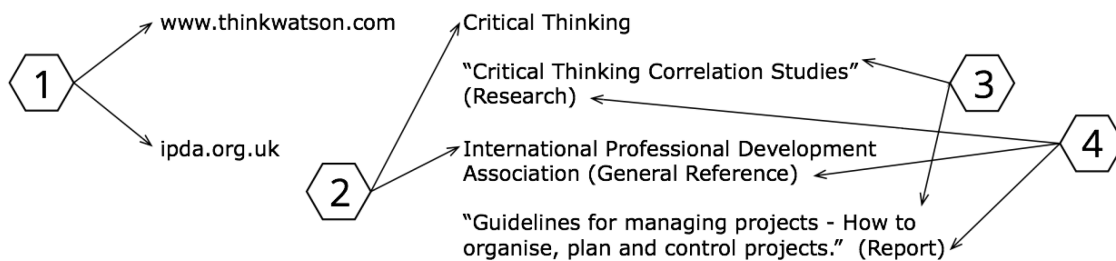 www.thinkwatson.com
Critical Thinking
1
“Critical Thinking Correlation Studies”
(Research)
3
4
ipda.org.uk
2
International Professional Development
Association (General Reference)
“Guidelines for managing projects - How to
organise, plan and control projects.” (Report)